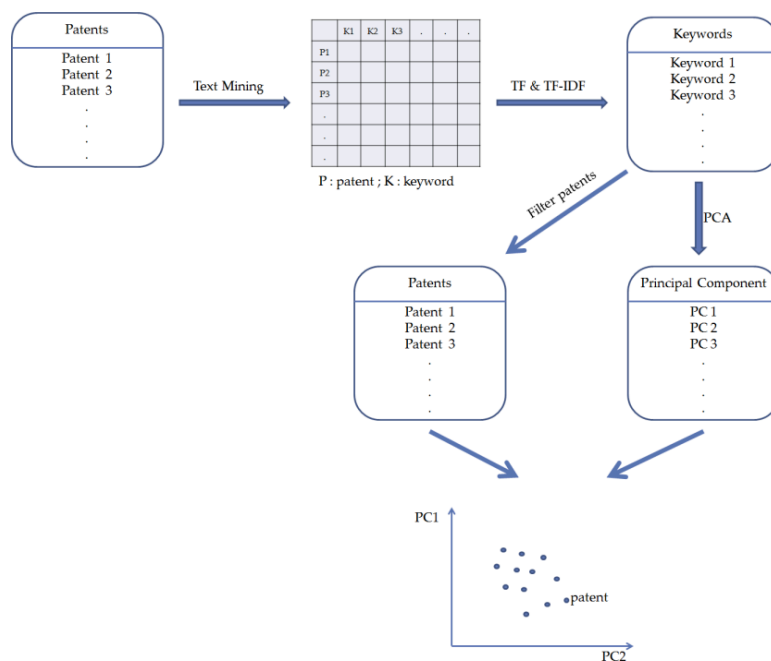 Patents
Patent 1
Patent 2
Patent 3
.
.
.
.
Text Mining
K1 K2 K3 . . .
P1
P2
P3
.
.
.
P : patent ; K : keyword
TF & TF-IDF
Keywords
Keyword 1
Keyword 2
Keyword 3
.
.
.
.
Filter patents
PCA
Patents
Patent 1
Patent 2
Patent 3
.
.
.
.
Principal Component
PC 1
PC 2
PC 3
.
.
.
.
PC1
patent
PC2